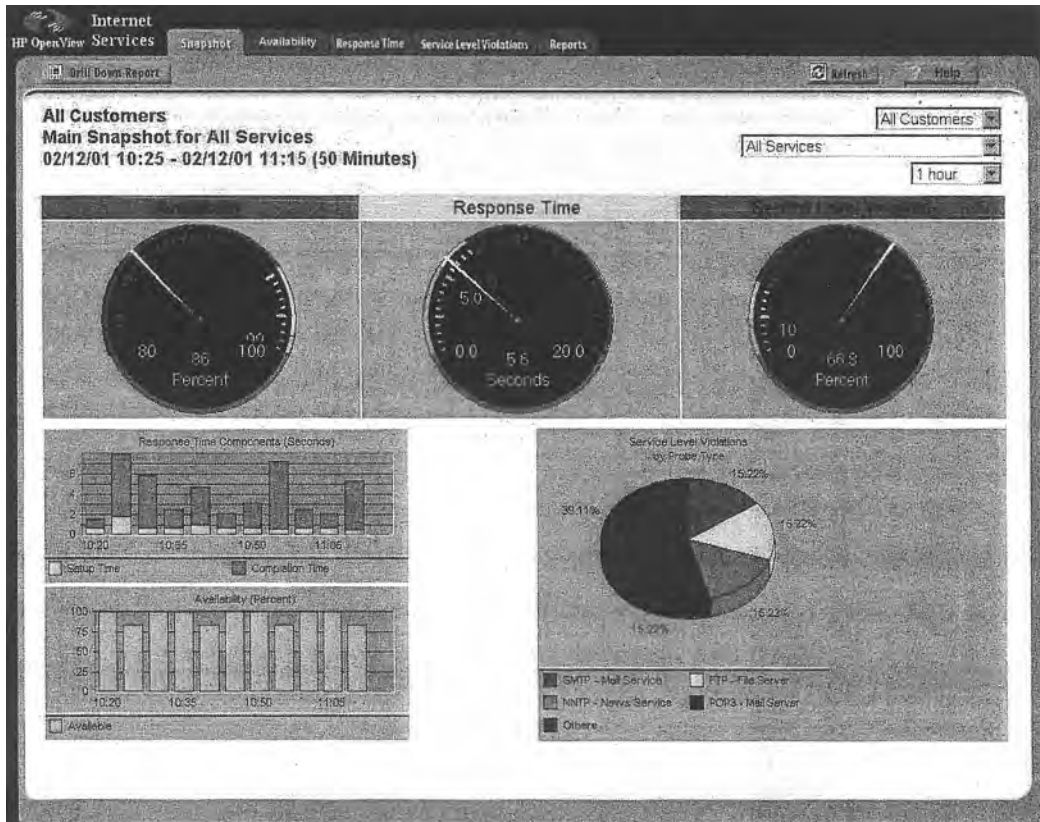 Internet
HP OpenView Services
Snapshot Availability Response Time Service Level Violations Reports
Drill Down Report Refresh Help
All Customers
Main Snapshot for All Services
02/12/01 10:25 - 02/12/01 11:15 (50 Minutes)
All Customers
All Services
1 hour
Response Time
80 86 100
Percent
5.0
0.0 5.6 20.0
Seconds
10
0 66.8 100
Percent
Response Time Components (Seconds)
6
4
2
0
10:20 10:35 10:50 11:05
Setup Time Completion Time
Availability (Percent)
100
75
50
25
0
10:20 10:35 10:50 11:05
Available
Service Level Violations
by Probe Type
15.22%
39.11%
15.22%
15.22%
15.22%
SMTP - Mail Service FTP - File Server
NNTP - News Service POP3 - Mail Server
Others